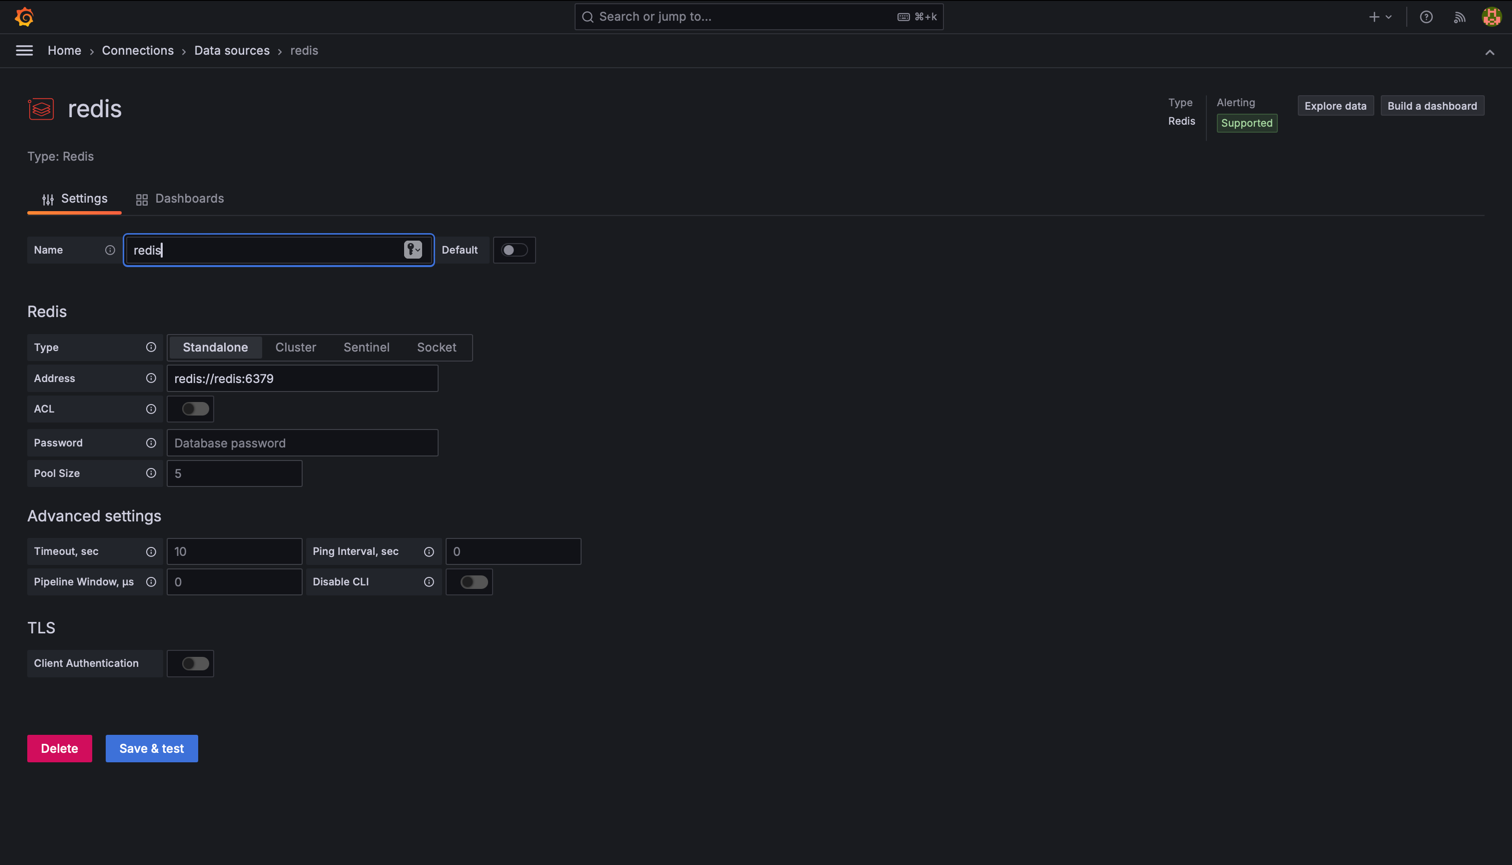 Search or jump to... ⌘+k
Home › Connections › Data sources › redis
redis
Type
Redis
Alerting
Supported
Explore data
Build a dashboard
Type: Redis
Settings
Dashboards
Name redis Default
Redis
Type Standalone Cluster Sentinel Socket
Address redis://redis:6379
ACL
Password Database password
Pool Size 5
Advanced settings
Timeout, sec 10 Ping Interval, sec 0
Pipeline Window, μs 0 Disable CLI
TLS
Client Authentication
Delete Save & test